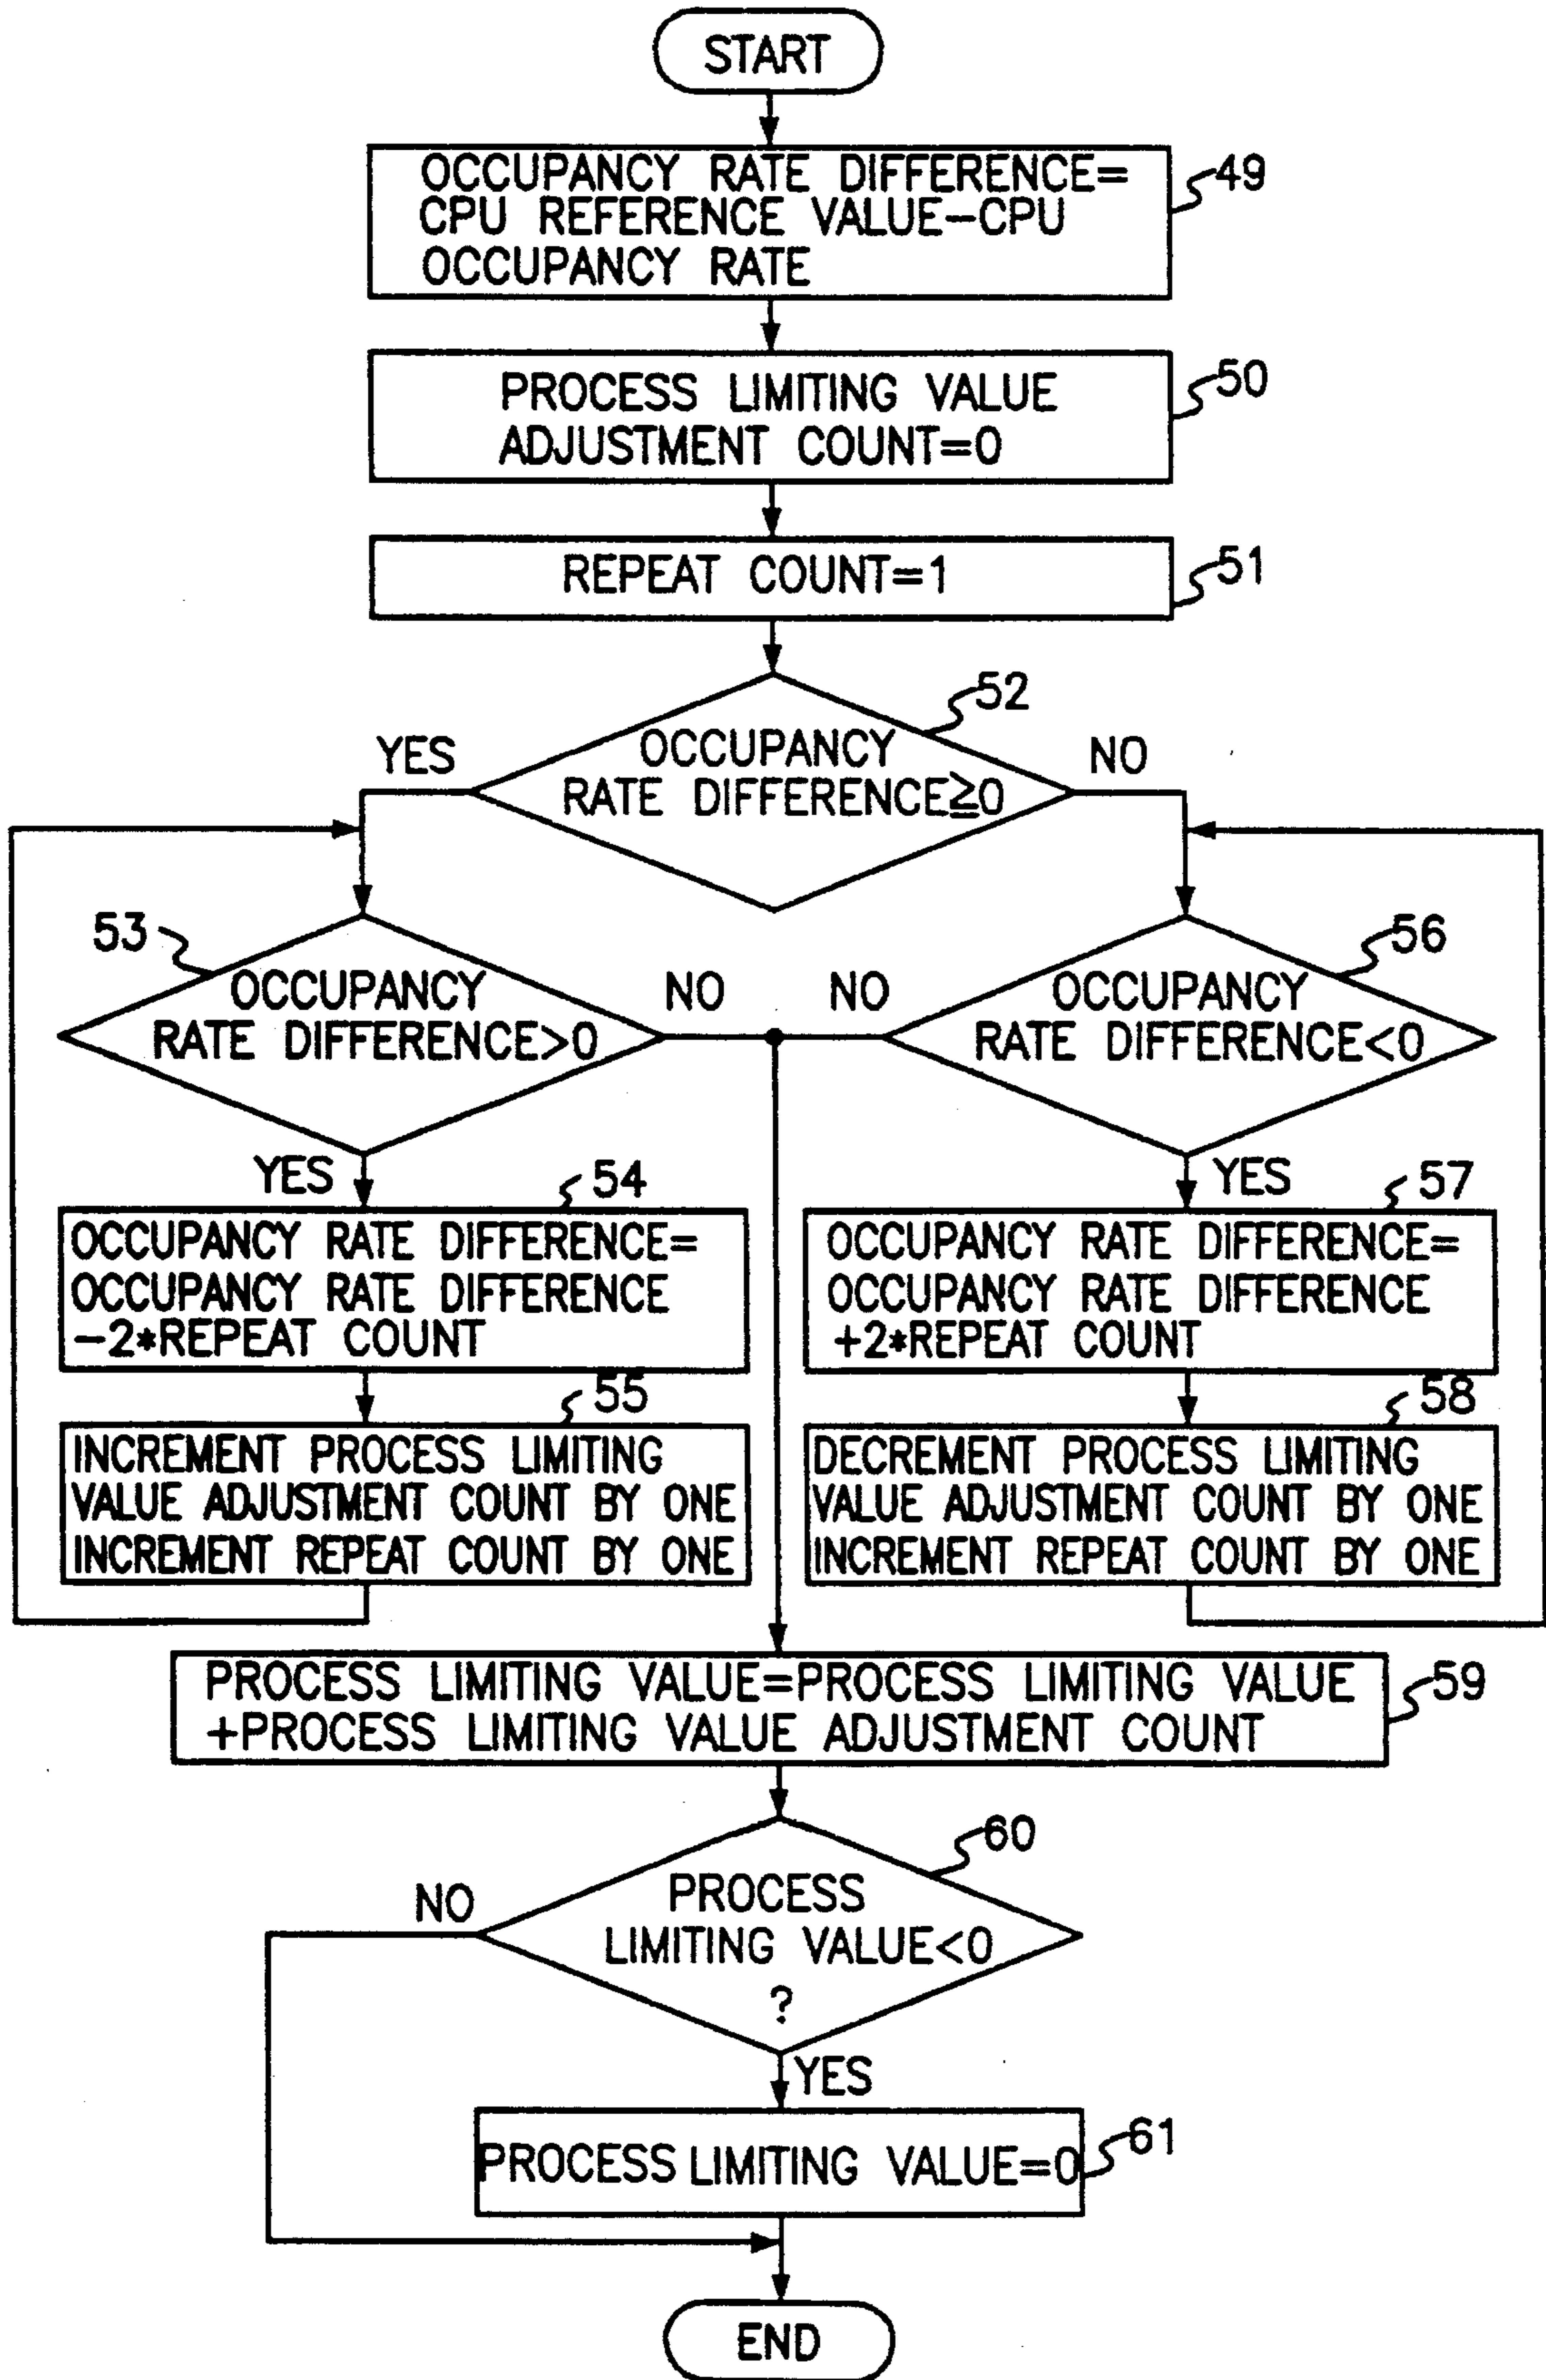 START
OCCUPANCY RATE DIFFERENCE=
CPU REFERENCE VALUE-CPU
OCCUPANCY RATE
49
PROCESS LIMITING VALUE
ADJUSTMENT COUNT=0
50
REPEAT COUNT=1
51
52
OCCUPANCY
RATE DIFFERENCE≧0
YES
NO
53
OCCUPANCY
RATE DIFFERENCE>0
NO
NO
56
OCCUPANCY
RATE DIFFERENCE<0
YES
54
OCCUPANCY RATE DIFFERENCE=
OCCUPANCY RATE DIFFERENCE
-2*REPEAT COUNT
YES
57
OCCUPANCY RATE DIFFERENCE=
OCCUPANCY RATE DIFFERENCE
+2*REPEAT COUNT
55
INCREMENT PROCESS LIMITING
VALUE ADJUSTMENT COUNT BY ONE
INCREMENT REPEAT COUNT BY ONE
58
DECREMENT PROCESS LIMITING
VALUE ADJUSTMENT COUNT BY ONE
INCREMENT REPEAT COUNT BY ONE
PROCESS LIMITING VALUE=PROCESS LIMITING VALUE
+PROCESS LIMITING VALUE ADJUSTMENT COUNT
59
60
NO
PROCESS
LIMITING VALUE<0
?
YES
PROCESS LIMITING VALUE=0
61
END